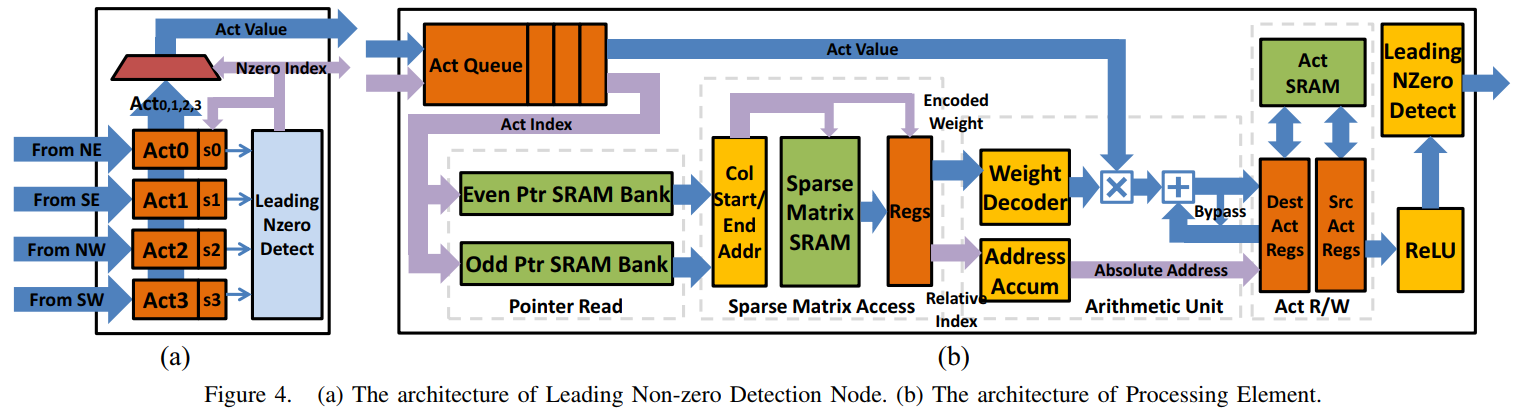 Act Value
Nzero Index
Act0,1,2,3
From NE
Act0
s0
From SE
Act1
s1
From NW
Act2
s2
From SW
Act3
s3
Leading
Nzero
Detect
(a)
Act Queue
Act Value
Act Index
Even Ptr SRAM Bank
Odd Ptr SRAM Bank
Pointer Read
Col
Start/
End
Addr
Sparse
Matrix
SRAM
Regs
Sparse Matrix Access
Encoded
Weight
Relative
Index
Weight
Decoder
Address
Accum
×
+
Bypass
Absolute Address
Arithmetic Unit
Act
SRAM
Dest
Act
Regs
Src
Act
Regs
Act R/W
Leading
NZero
Detect
ReLU
(b)
Figure 4. (a) The architecture of Leading Non-zero Detection Node. (b) The architecture of Processing Element.